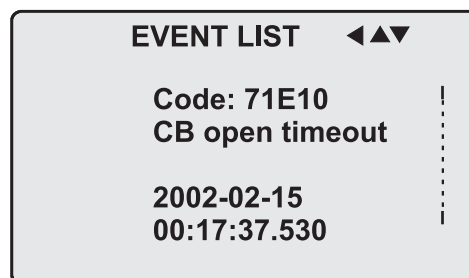 EVENT LIST ◀▲▼
Code: 71E10
CB open timeout
2002-02-15
00:17:37.530